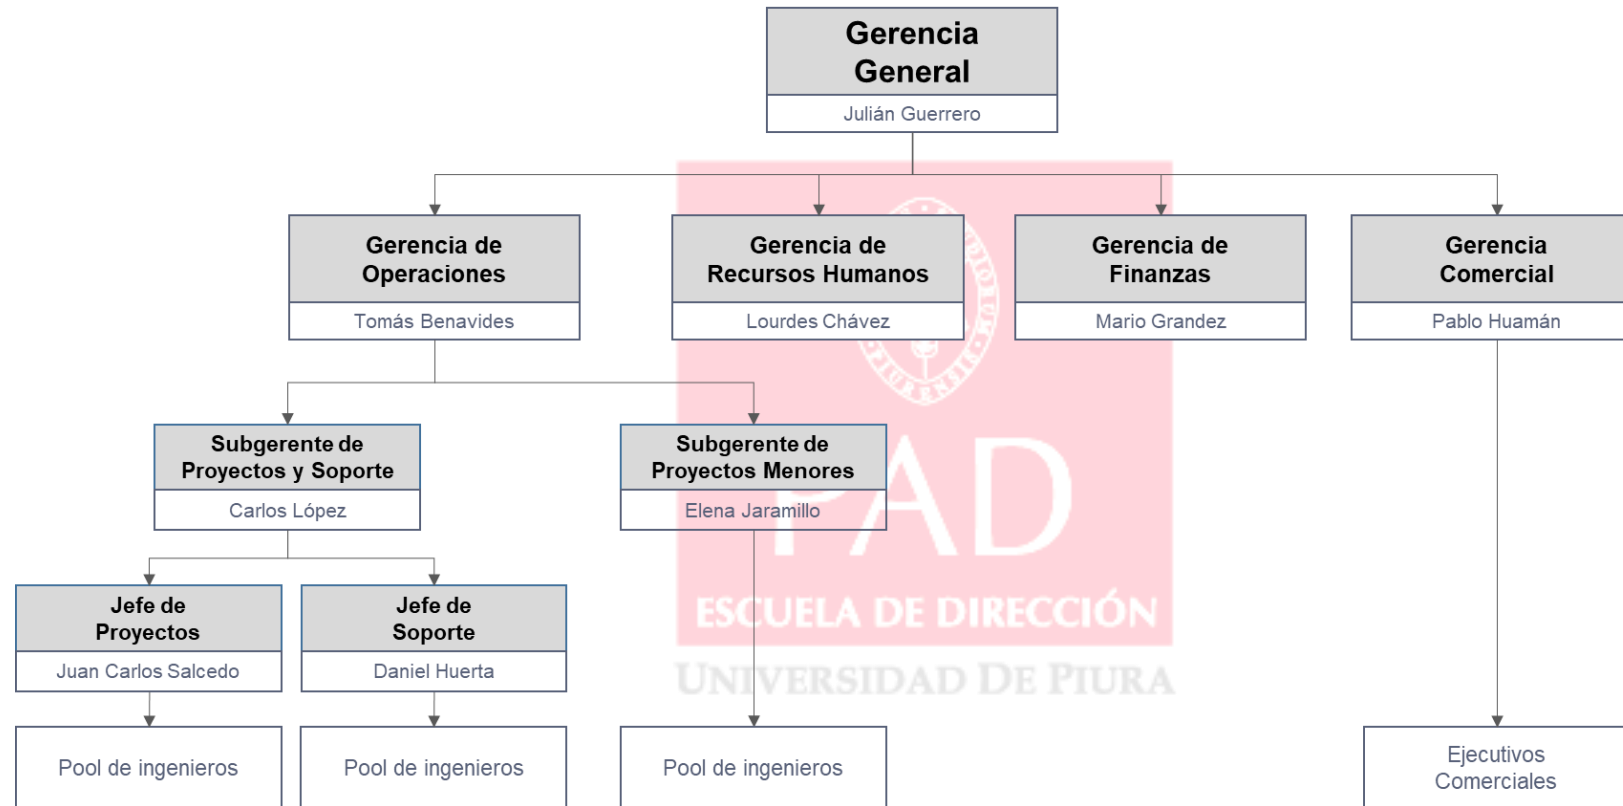 Gerencia
General
Julián Guerrero
Gerencia de
Operaciones
Tomás Benavides
Gerencia de
Recursos Humanos
Lourdes Chávez
Gerencia de
Finanzas
Mario Grandez
Gerencia
Comercial
Pablo Huamán
Subgerente de
Proyectos y Soporte
Carlos López
Subgerente de
Proyectos Menores
Elena Jaramillo
Jefe de
Proyectos
Juan Carlos Salcedo
Jefe de
Soporte
Daniel Huerta
Pool de ingenieros
Pool de ingenieros
Pool de ingenieros
Ejecutivos
Comerciales
PAD
ESCUELA DE DIRECCIÓN
UNIVERSIDAD DE PIURA